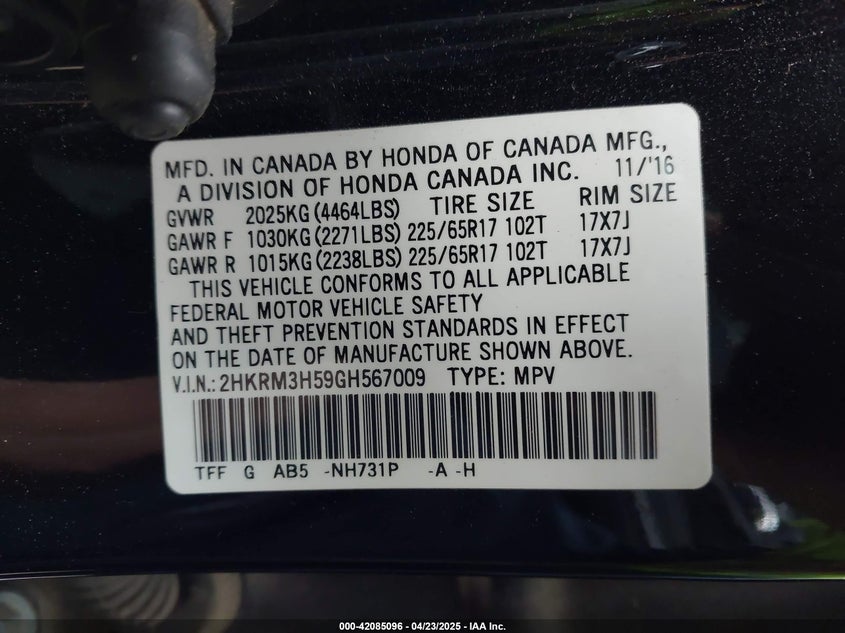 MFD. IN CANADA BY HONDA OF CANADA MFG.,
A DIVISION OF HONDA CANADA INC. 11/'16
GVWR 2025KG (4464LBS) TIRE SIZE RIM SIZE
GAWR F 1030KG (2271LBS) 225/65R17 102T 17X7J
GAWR R 1015KG (2238LBS) 225/65R17 102T 17X7J
THIS VEHICLE CONFORMS TO ALL APPLICABLE
FEDERAL MOTOR VEHICLE SAFETY
AND THEFT PREVENTION STANDARDS IN EFFECT
ON THE DATE OF MANUFACTURE SHOWN ABOVE.
V.I.N.: 2HKRM3H59GH567009 TYPE: MPV
TFF G AB5 -NH731P -A -H
000-42085096 - 04/23/2025 - IAA Inc.